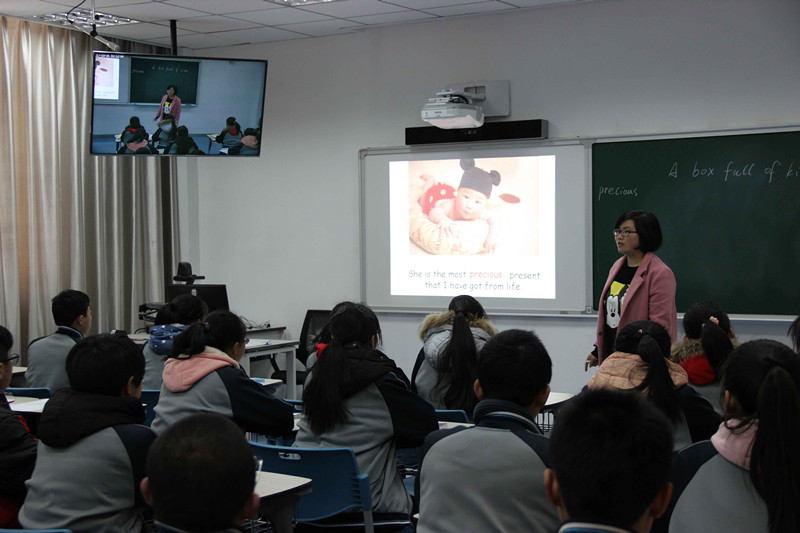 A box full of ki
precious
She is the most precious present
that I have got from life.